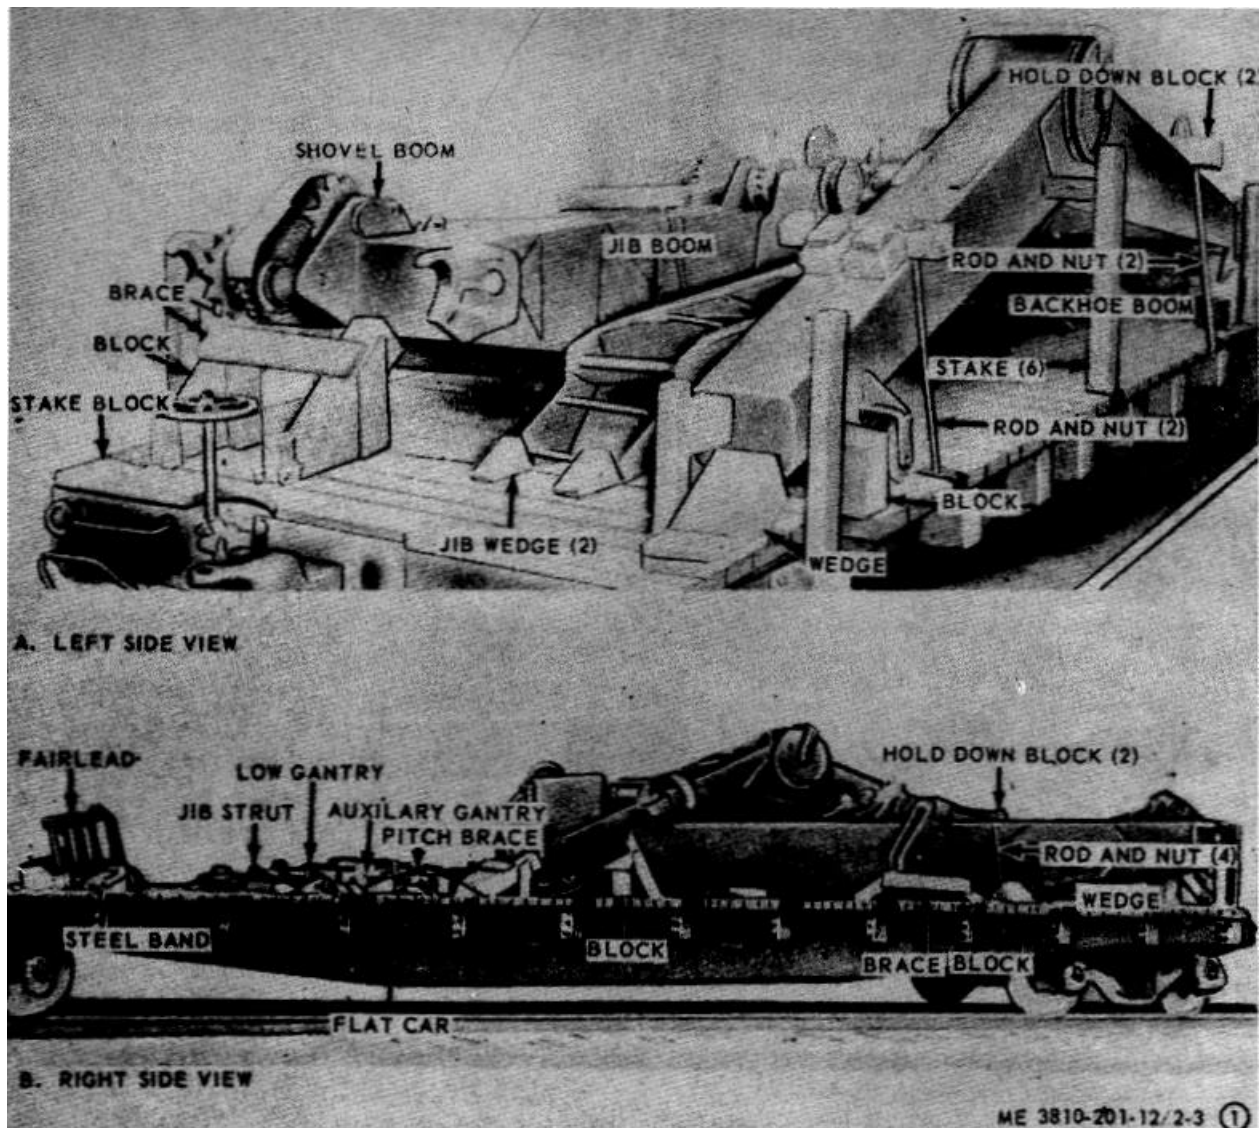 HOLD DOWN BLOCK (2
SHOVEL BOOM
JIB BOOM
ROD AND NUT (2)
BRACE
BACKHOE BOOM
BLOCK
STAKE (6)
STAKE BLOCK
ROD AND NUT (2)
BLOCK
JIB WEDGE (2)
WEDGE
A. LEFT SIDE VIEW
FAIRLEAD
HOLD DOWN BLOCK (2)
LOW GANTRY
JIB STRUT
AUXILARY GANTRY
PITCH BRACE
ROD AND NUT (4)
WEDGE
STEEL BAND
BLOCK
BRACE
BLOCK
FLAT CAR
B. RIGHT SIDE VIEW
ME 3810-201-12/2-3 ①